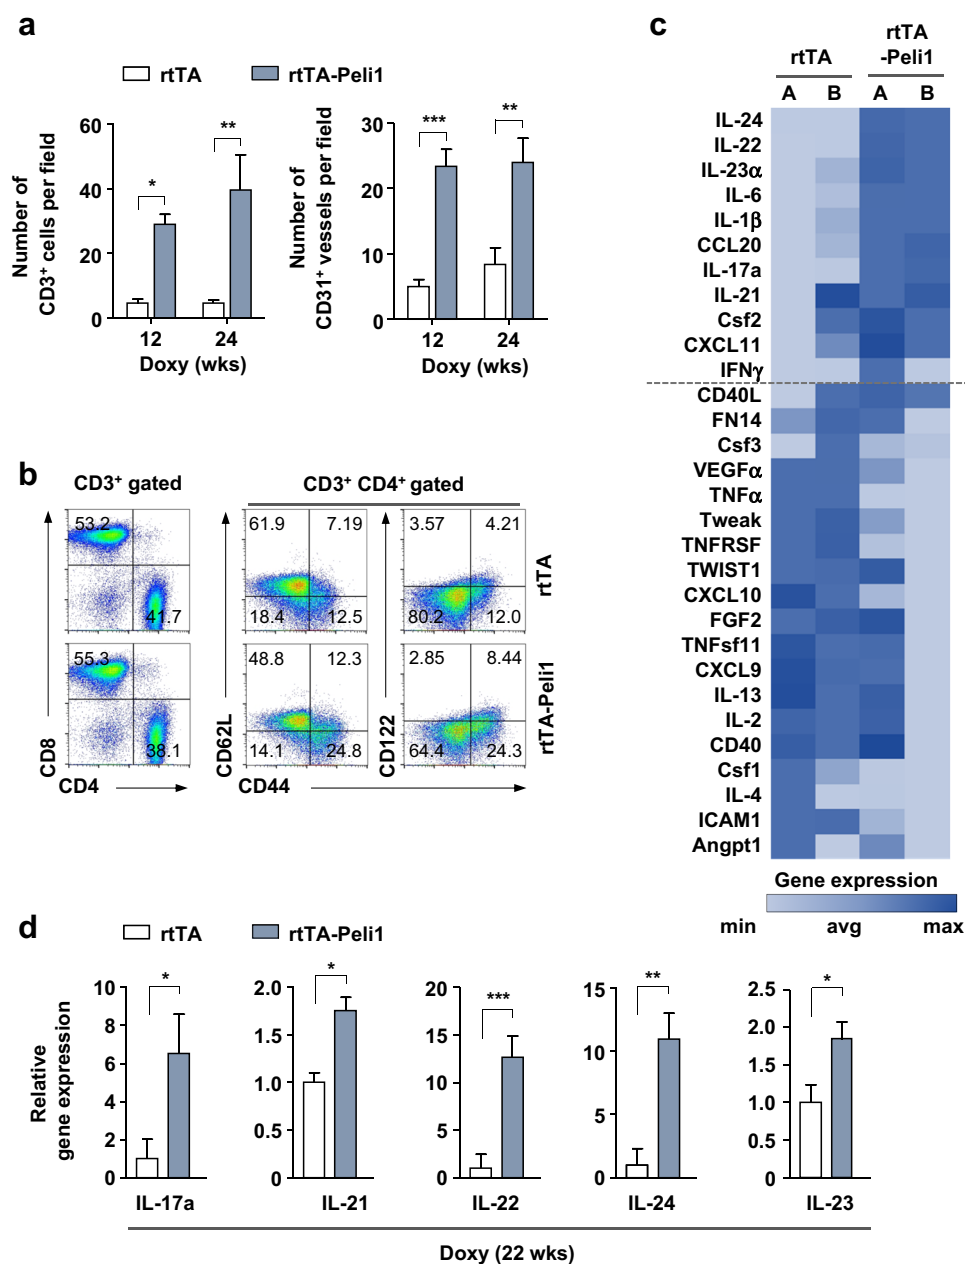 a
rtTA
rtTA-Peli1
Number of
CD3+ cells per field
60
40
20
0
*
**
12
24
Doxy (wks)
Number of
CD31+ vessels per field
30
20
10
0
***
**
12
24
Doxy (wks)
b
CD3+ gated
CD3+ CD4+ gated
53.2
41.7
61.9
7.19
18.4
12.5
3.57
4.21
80.2
12.0
rtTA
55.3
38.1
48.8
12.3
14.1
24.8
2.85
8.44
64.4
24.3
rtTA-Peli1
CD8
CD4
CD62L
CD122
CD44
c
rtTA
rtTA
-Peli1
A B A B
IL-24
IL-22
IL-23α
IL-6
IL-1β
CCL20
IL-17a
IL-21
Csf2
CXCL11
IFNγ
CD40L
FN14
Csf3
VEGFα
TNFα
Tweak
TNFRSF
TWIST1
CXCL10
FGF2
TNFsf11
CXCL9
IL-13
IL-2
CD40
Csf1
IL-4
ICAM1
Angpt1
Gene expression
min avg max
d
rtTA
rtTA-Peli1
Relative
gene expression
10
8
6
4
2
0
*
IL-17a
2.0
1.5
1.0
0.5
0
*
IL-21
20
15
10
5
0
***
IL-22
15
10
5
0
**
IL-24
2.5
2.0
1.5
1.0
0.5
0
*
IL-23
Doxy (22 wks)